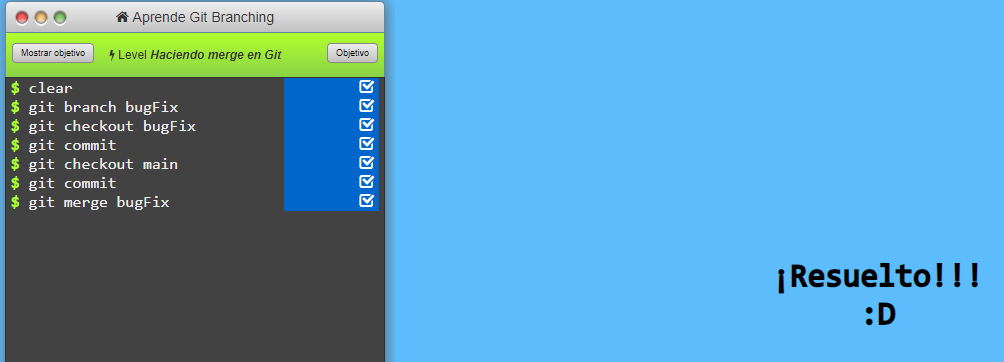 Aprende Git Branching
Mostrar objetivo
Level Haciendo merge en Git
Objetivo
$ clear
$ git branch bugFix
$ git checkout bugFix
$ git commit
$ git checkout main
$ git commit
$ git merge bugFix
¡Resuelto!!!
:D